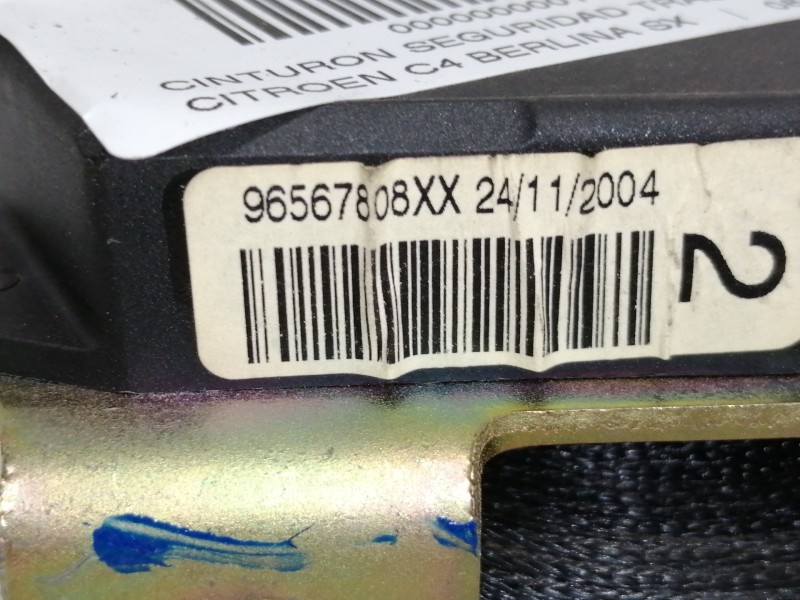 CINTURON SEGURIDAD
CITROEN C4 BERLINA SX |
96567808XX 24/11/2004
2